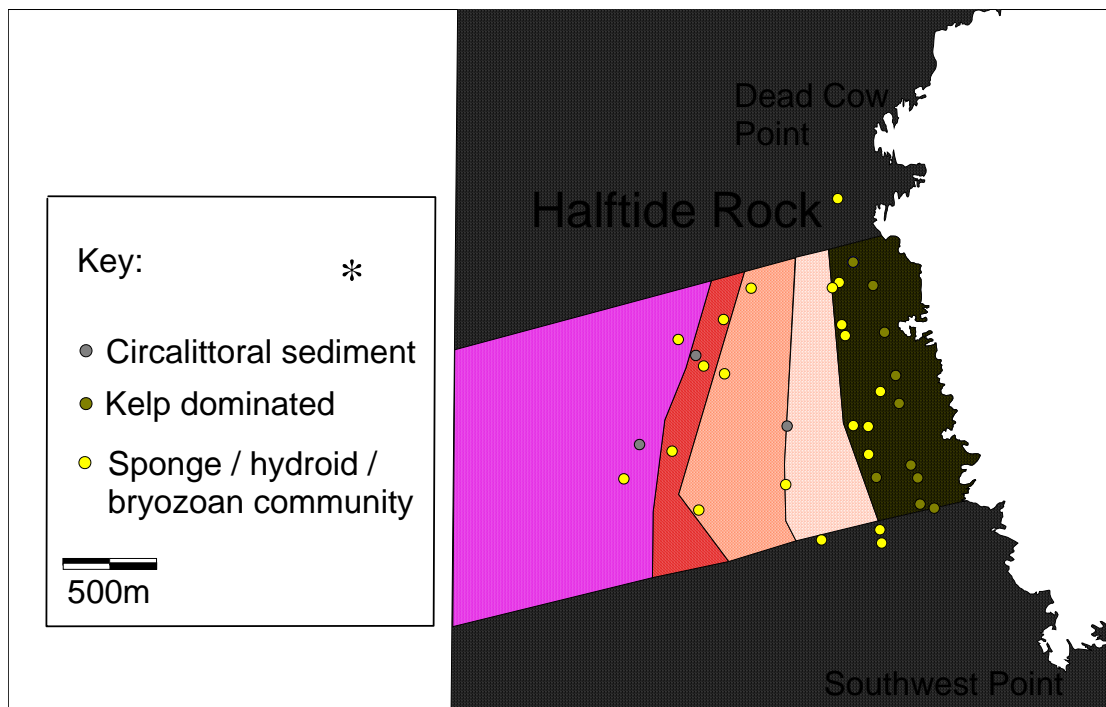 Dead Cow
Point
Halftide Rock
Key:
*
Circalittoral sediment
Kelp dominated
Sponge / hydroid /
bryozoan community
500m
Southwest Point